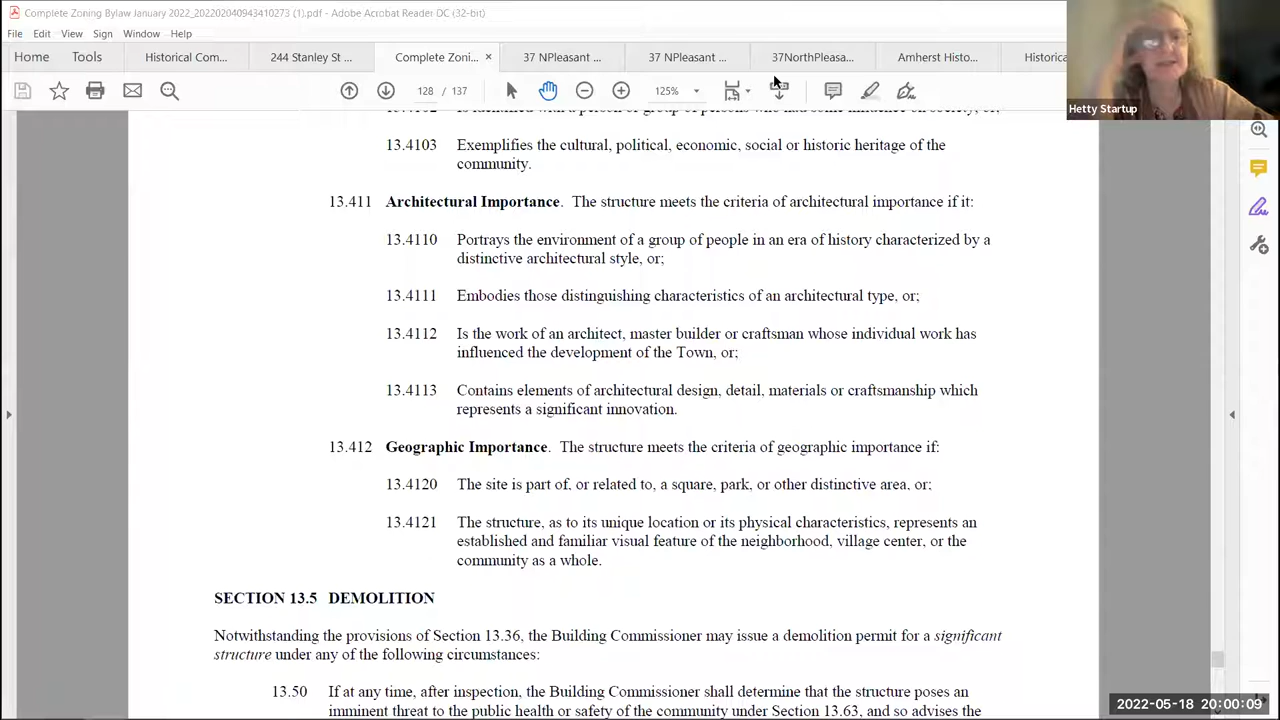 Complete Zoning Bylaw January 2022_202202040943410273 (1).pdf - Adobe Acrobat Reader DC (32-bit)
File Edit View Sign Window Help
Home Tools Historical Com... 244 Stanley St ... Complete Zoni... × 37 NPleasant ... 37 NPleasant ... 37NorthPleasa... Amherst Histo... Historic
128 / 137 125%
Hetty Startup
13.4103 Exemplifies the cultural, political, economic, social or historic heritage of the
community.
13.411 Architectural Importance. The structure meets the criteria of architectural importance if it:
13.4110 Portrays the environment of a group of people in an era of history characterized by a
distinctive architectural style, or;
13.4111 Embodies those distinguishing characteristics of an architectural type, or;
13.4112 Is the work of an architect, master builder or craftsman whose individual work has
influenced the development of the Town, or;
13.4113 Contains elements of architectural design, detail, materials or craftsmanship which
represents a significant innovation.
13.412 Geographic Importance. The structure meets the criteria of geographic importance if:
13.4120 The site is part of, or related to, a square, park, or other distinctive area, or;
13.4121 The structure, as to its unique location or its physical characteristics, represents an
established and familiar visual feature of the neighborhood, village center, or the
community as a whole.
SECTION 13.5 DEMOLITION
Notwithstanding the provisions of Section 13.36, the Building Commissioner may issue a demolition permit for a significant
structure under any of the following circumstances:
13.50 If at any time, after inspection, the Building Commissioner shall determine that the structure poses an
imminent threat to the public health or safety of the community under Section 13.63, and so advises the
2022-05-18 20:00:09